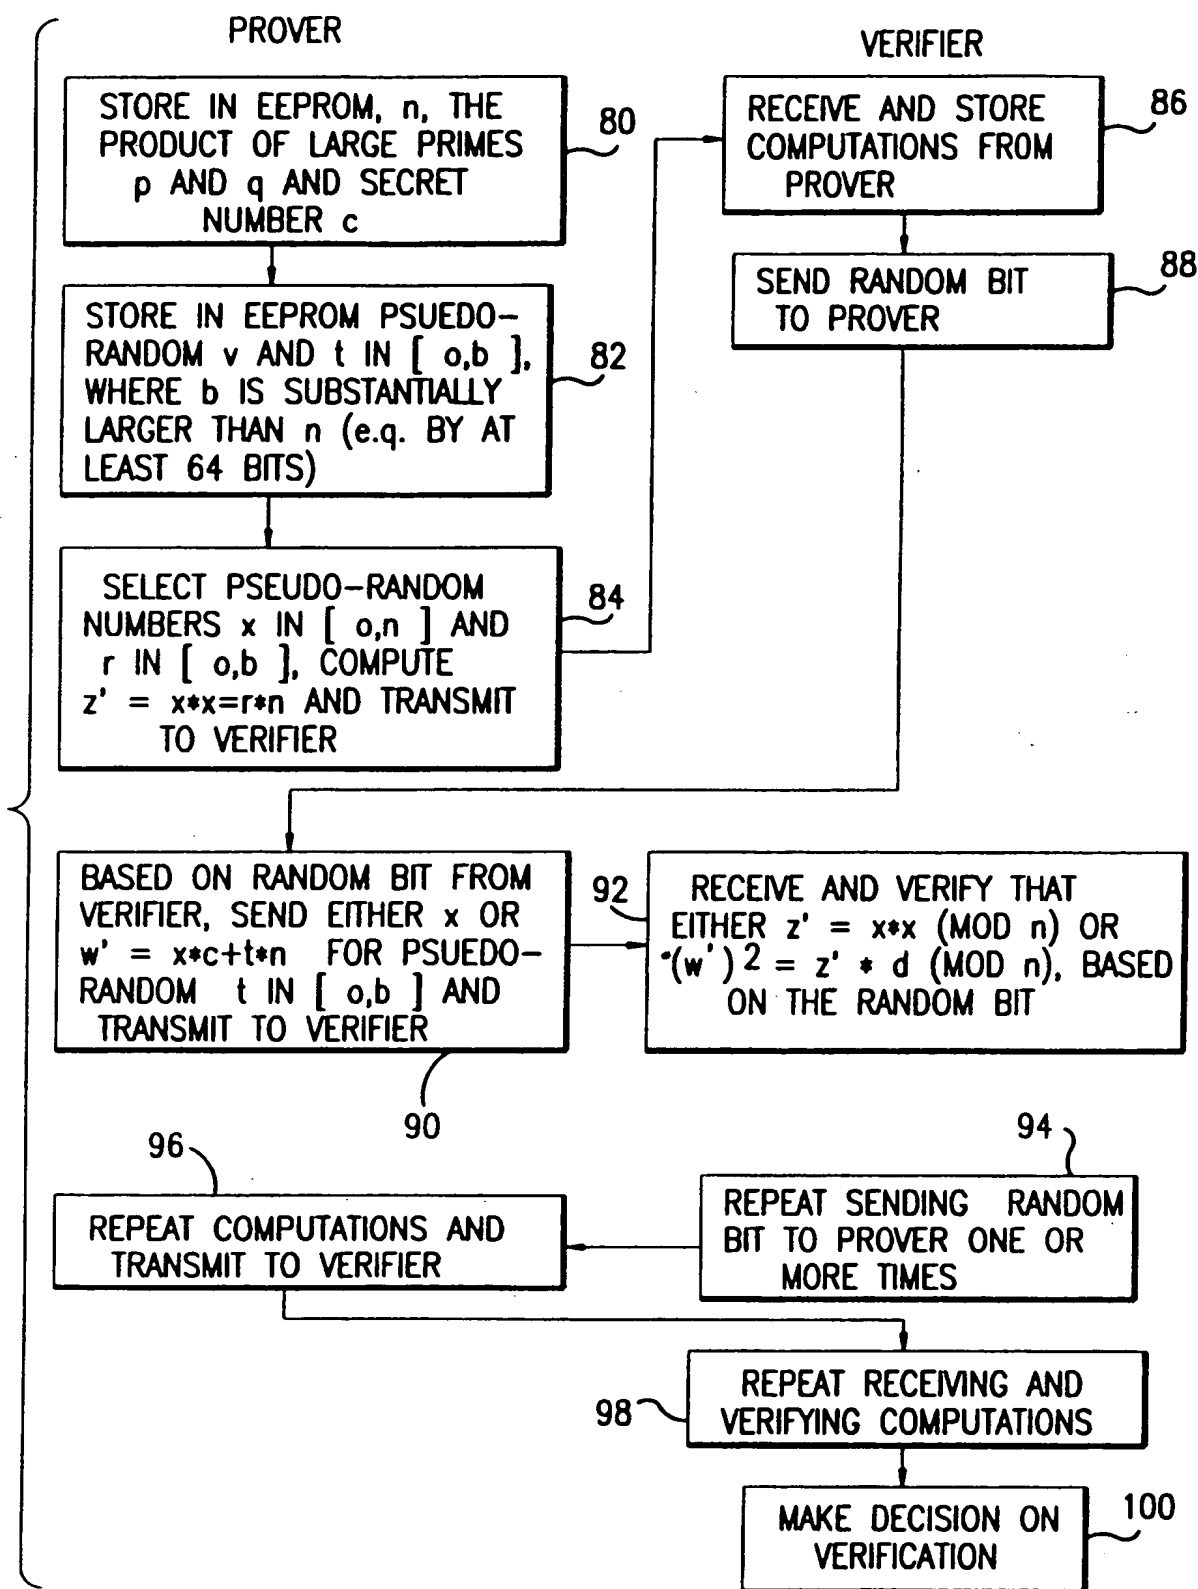 PROVER
STORE IN EEPROM, n, THE
PRODUCT OF LARGE PRIMES
p AND q AND SECRET
NUMBER c
80
STORE IN EEPROM PSUEDO-
RANDOM v AND t IN [ o,b ],
WHERE b IS SUBSTANTIALLY
LARGER THAN n (e.q. BY AT
LEAST 64 BITS)
82
SELECT PSEUDO-RANDOM
NUMBERS x IN [ o,n ] AND
r IN [ o,b ], COMPUTE
z' = x*x=r*n AND TRANSMIT
TO VERIFIER
84
VERIFIER
RECEIVE AND STORE
COMPUTATIONS FROM
PROVER
86
SEND RANDOM BIT
TO PROVER
88
BASED ON RANDOM BIT FROM
VERIFIER, SEND EITHER x OR
w' = x*c+t*n FOR PSUEDO-
RANDOM t IN [ o,b ] AND
TRANSMIT TO VERIFIER
90
92
RECEIVE AND VERIFY THAT
EITHER z' = x*x (MOD n) OR
(w')2 = z' * d (MOD n), BASED
ON THE RANDOM BIT
94
REPEAT SENDING RANDOM
BIT TO PROVER ONE OR
MORE TIMES
96
REPEAT COMPUTATIONS AND
TRANSMIT TO VERIFIER
98
REPEAT RECEIVING AND
VERIFYING COMPUTATIONS
MAKE DECISION ON
VERIFICATION
100